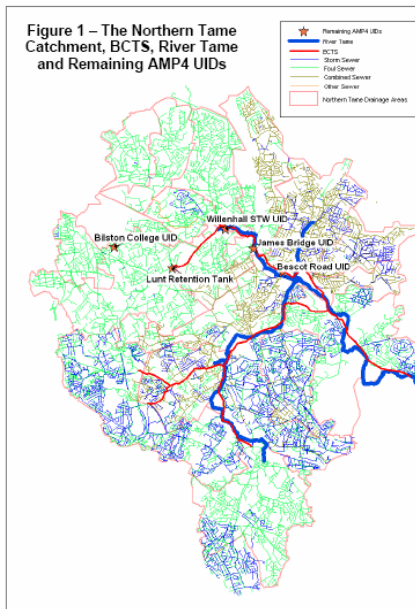 Figure 1 – The Northern Tame
Catchment, BCTS, River Tame
and Remaining AMP4 UIDs
Remaining AMP4 UIDs
River Tame
BCTS
Storm Sewer
Foul Sewer
Combined Sewer
Other Sewer
Northern Tame Drainage Areas
Willenhall STW UID
Bilston College UID
James Bridge UID
Bescot Road UID
Lunt Retention Tank